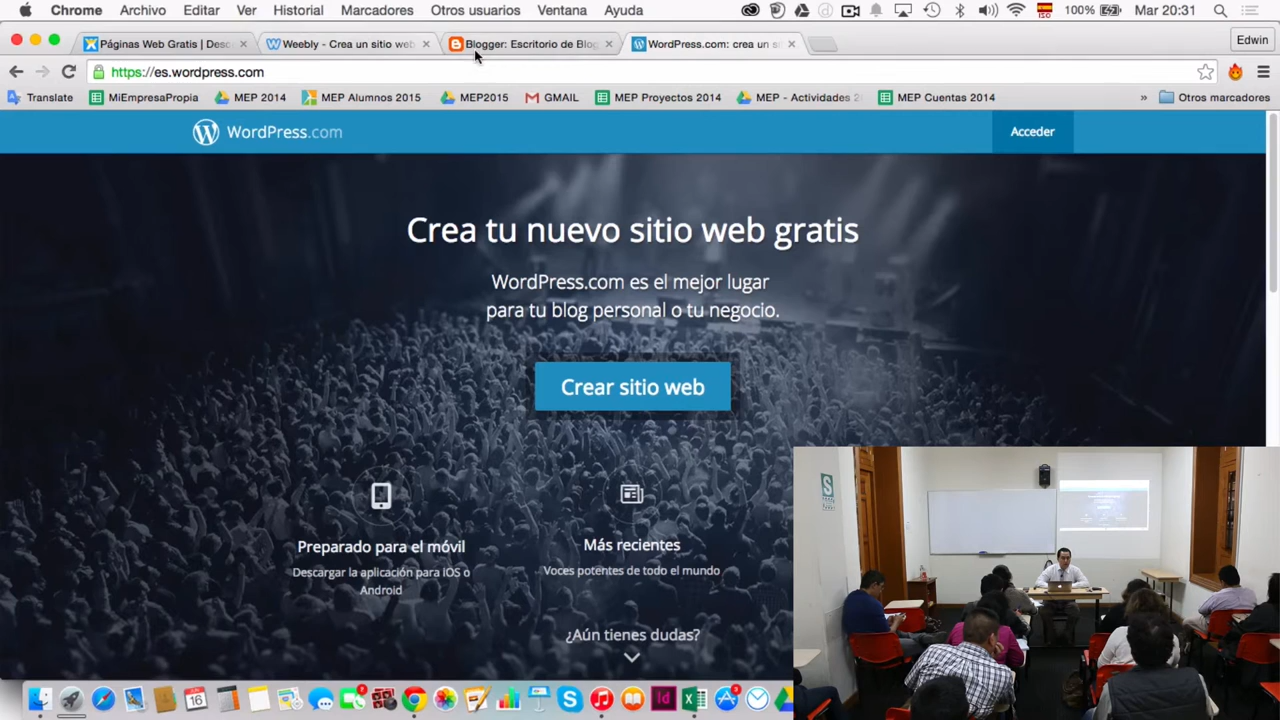 Chrome Archivo Editar Ver Historial Marcadores Otros usuarios Ventana Ayuda ISO 100% Mar 20:31
Páginas Web Gratis | Desc
Weebly - Crea un sitio web
Blogger: Escritorio de Blog
WordPress.com: crea un s
Edwin
https://es.wordpress.com
Translate MiEmpresaPropia MEP 2014 MEP Alumnos 2015 MEP2015 GMAIL MEP Proyectos 2014 MEP - Actividades 2 MEP Cuentas 2014 » Otros marcadores
WordPress.com
Acceder
Crea tu nuevo sitio web gratis
WordPress.com es el mejor lugar
para tu blog personal o tu negocio.
Crear sitio web
Preparado para el móvil
Descargar la aplicación para iOS o
Android
Más recientes
Voces potentes de todo el mundo
¿Aún tienes dudas?
16
Id
S